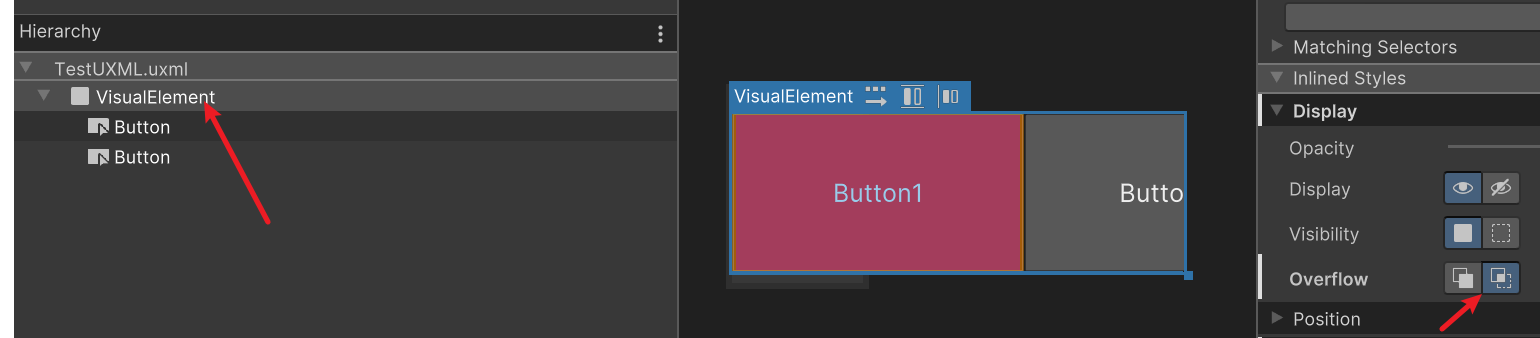 Hierarchy
TestUXML.uxml
VisualElement
Button
Button
VisualElement
Button1
Butto
Matching Selectors
Inlined Styles
Display
Opacity
Display
Visibility
Overflow
Position